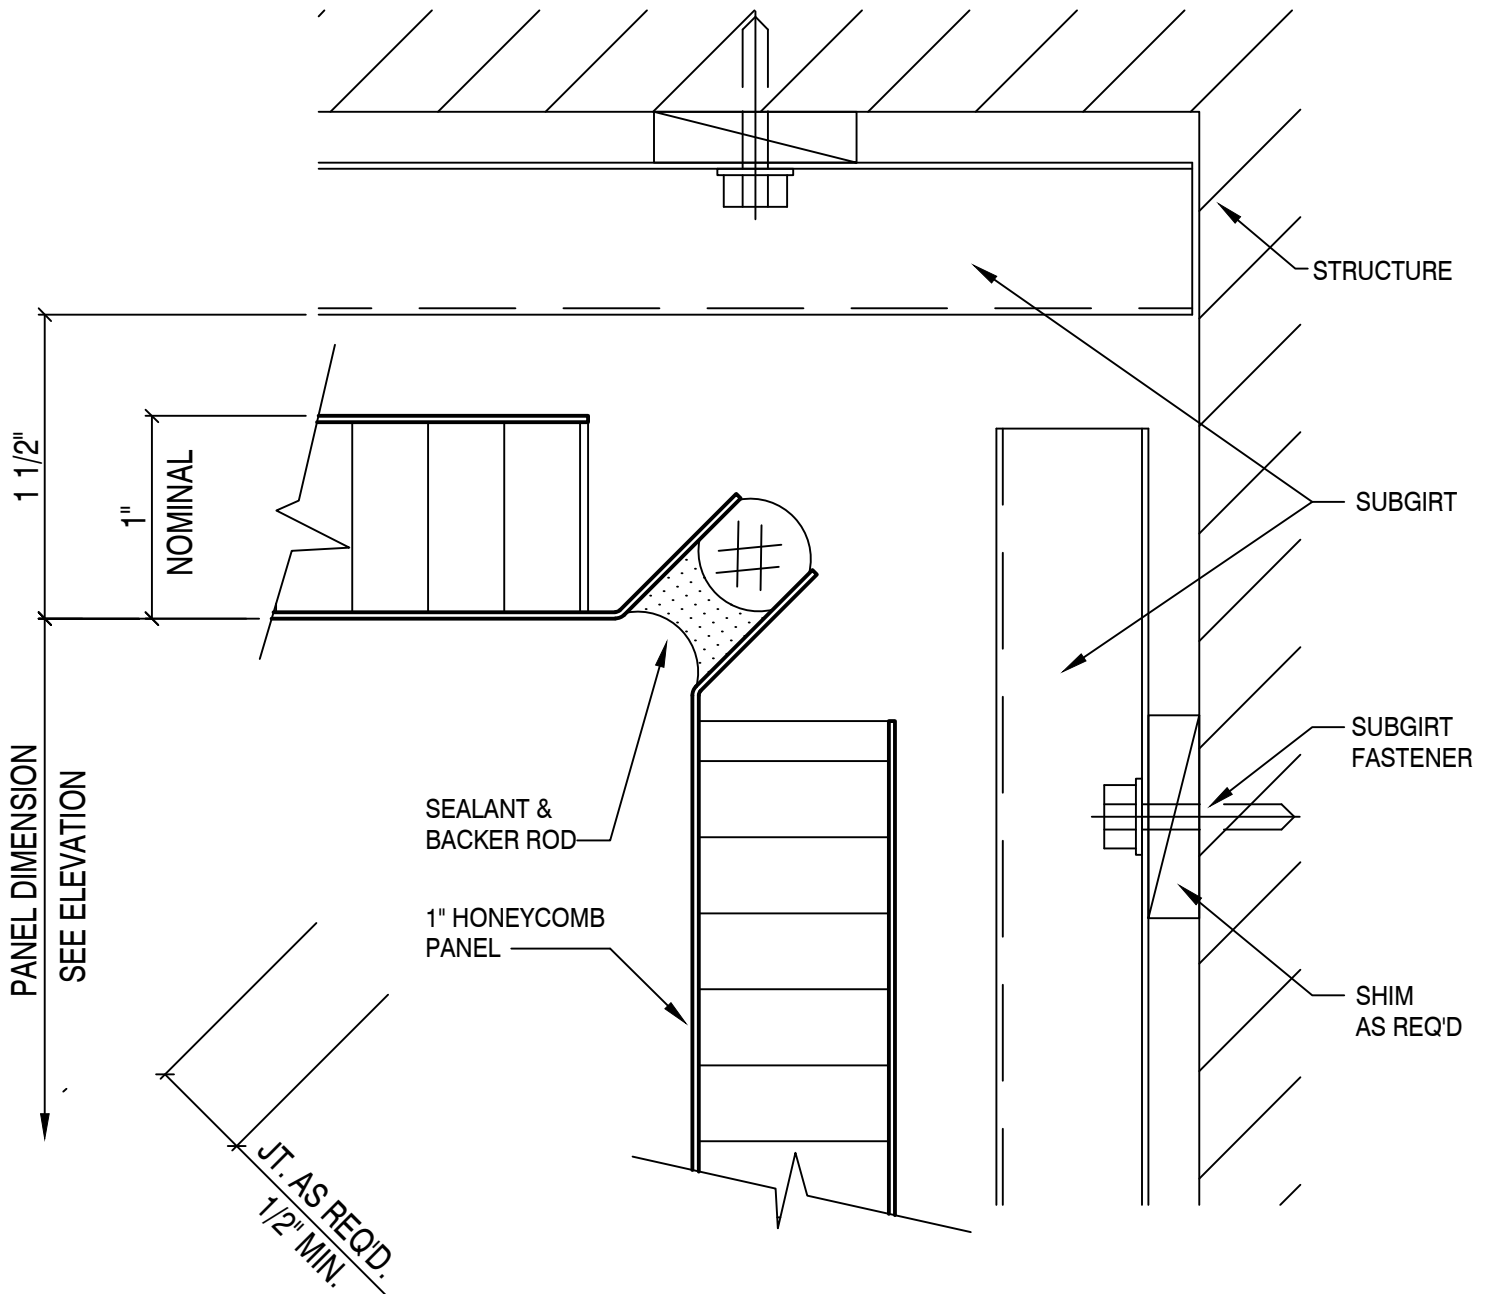 STRUCTURE
1 1/2"
1"
NOMINAL
SUBGIRT
SUBGIRT
FASTENER
PANEL DIMENSION
SEE ELEVATION
SEALANT &
BACKER ROD
1" HONEYCOMB
PANEL
SHIM
AS REQ'D
JT. AS REQ'D.
1/2" MIN.